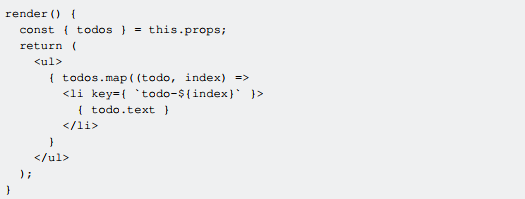 render() {
  const { todos } = this.props;
  return (
    <ul>
      { todos.map((todo, index) =>
        <li key={ `todo-${index}` }>
          { todo.text }
        </li>
      }
    </ul>
  );
}